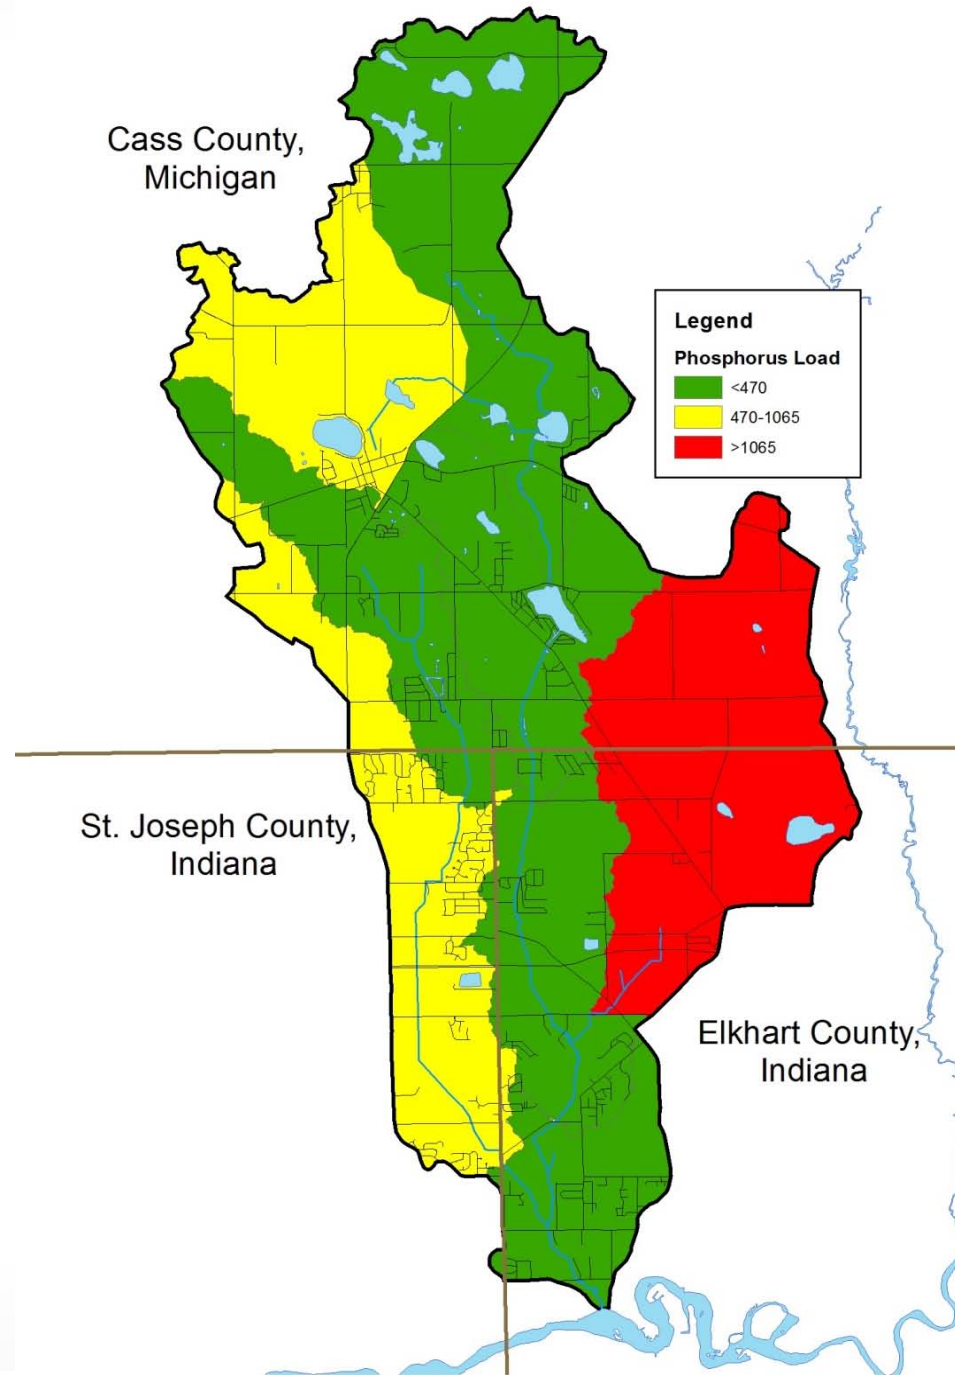 Cass County,
Michigan
Legend
Phosphorus Load
<470
470-1065
>1065
St. Joseph County,
Indiana
Elkhart County,
Indiana